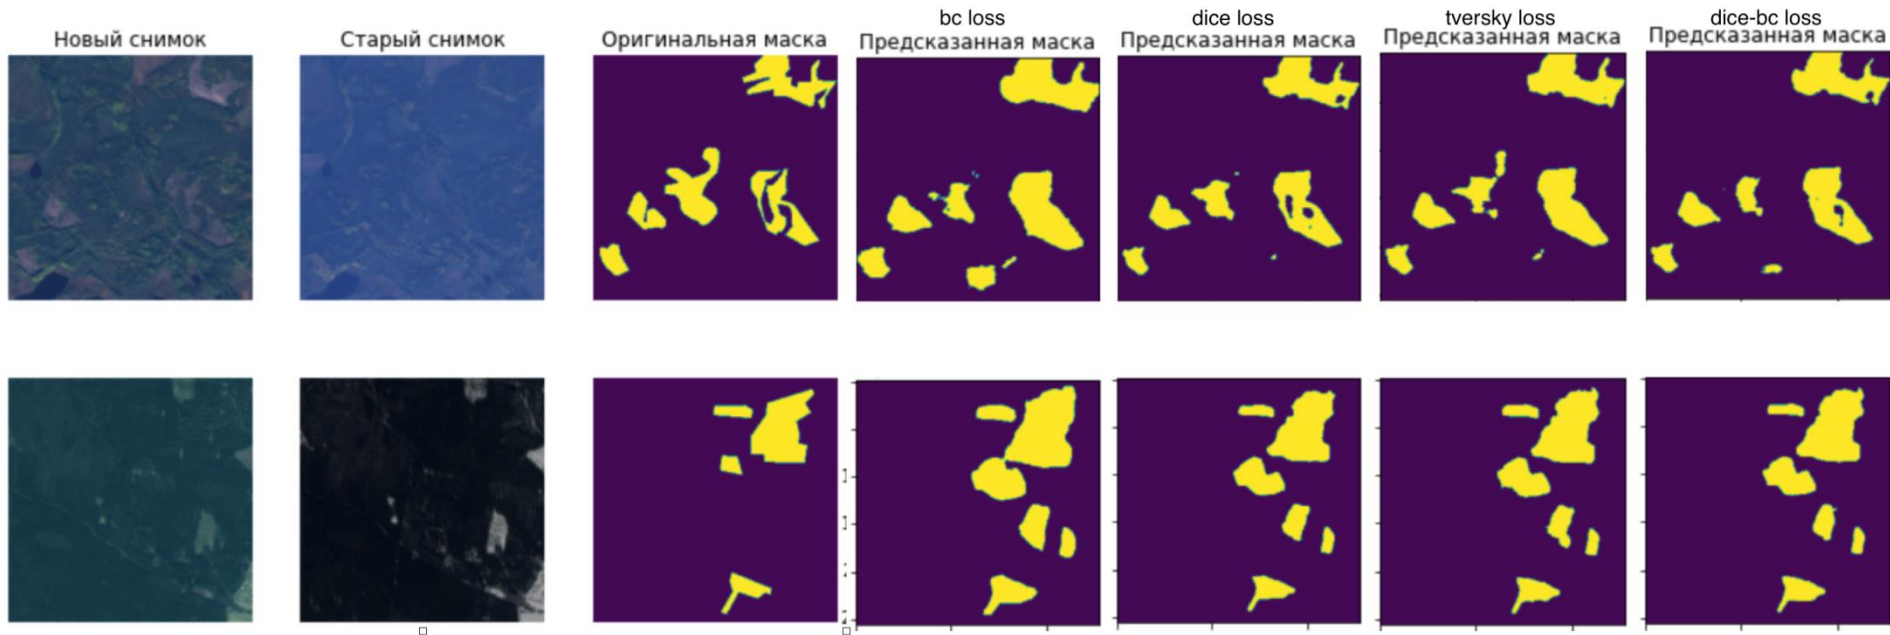 Новый снимок
Старый снимок
Оригинальная маска
bc loss
Предсказанная маска
dice loss
Предсказанная маска
tversky loss
Предсказанная маска
dice-bc loss
Предсказанная маска